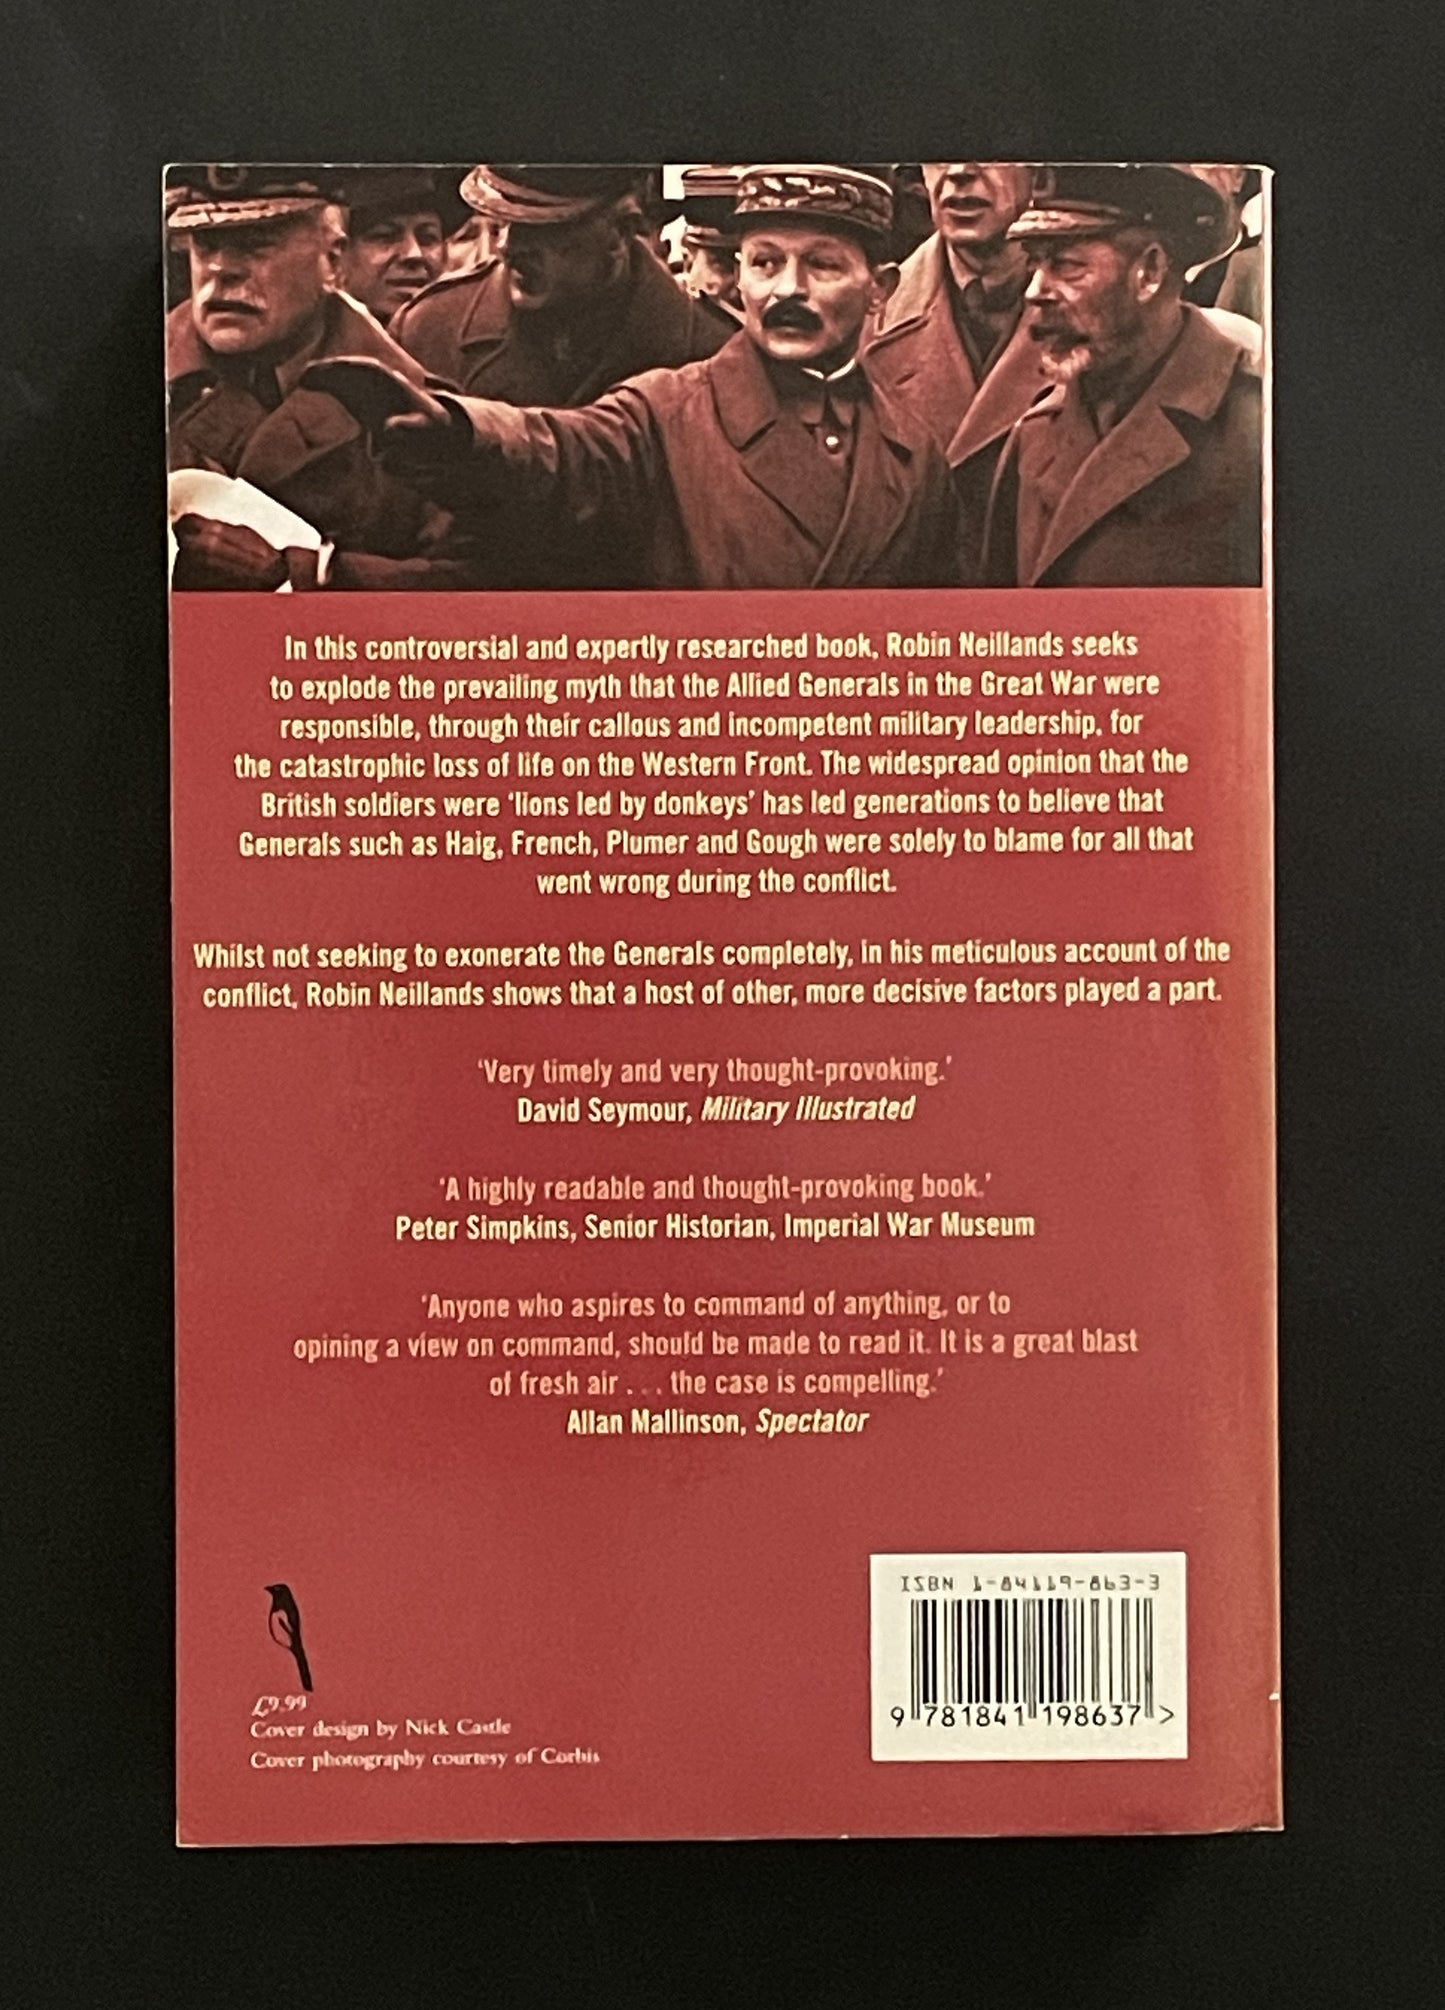 In this controversial and expertly researched book, Robin Neillands seeks
to explode the prevailing myth that the Allied Generals in the Great War were
responsible, through their callous and incompetent military leadership, for
the catastrophic loss of life on the Western Front. The widespread opinion that the
British soldiers were ‘lions led by donkeys’ has led generations to believe that
Generals such as Haig, French, Plumer and Gough were solely to blame for all that
went wrong during the conflict.
Whilst not seeking to exonerate the Generals completely, in his meticulous account of the
conflict, Robin Neillands shows that a host of other, more decisive factors played a part.
‘Very timely and very thought-provoking.’
David Seymour, Military Illustrated
‘A highly readable and thought-provoking book.’
Peter Simpkins, Senior Historian, Imperial War Museum
‘Anyone who aspires to command of anything, or to
opining a view on command, should be made to read it. It is a great blast
of fresh air . . . the case is compelling.’
Allan Mallinson, Spectator
£9.99
Cover design by Nick Castle
Cover photography courtesy of Corbis
ISBN 1-84119-863-3
9 781841 198637 >